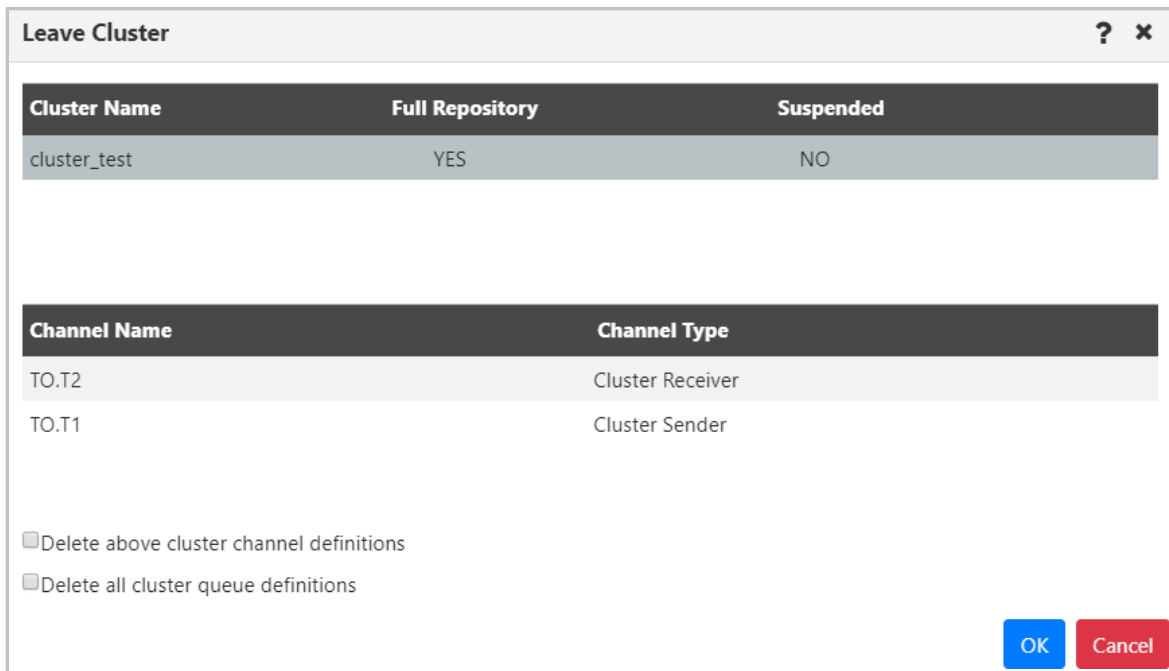 Leave Cluster ? ×
Cluster Name Full Repository Suspended
cluster_test YES NO
Channel Name Channel Type
TO.T2 Cluster Receiver
TO.T1 Cluster Sender
Delete above cluster channel definitions
Delete all cluster queue definitions
OK Cancel